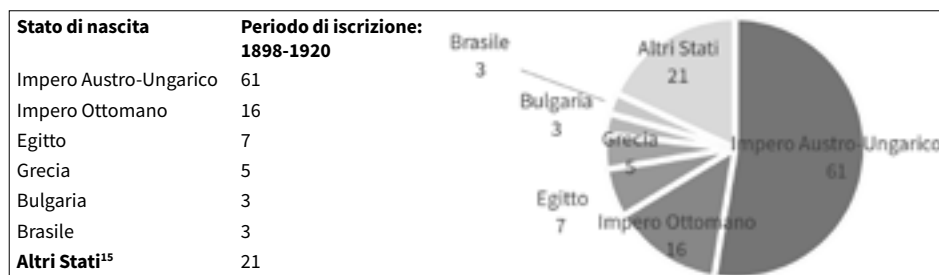 Stato di nascita Periodo di iscrizione:
1898-1920
Impero Austro-Ungarico 61
Impero Ottomano 16
Egitto 7
Grecia 5
Bulgaria 3
Brasile 3
Altri Stati¹⁵ 21
Brasile
3
Altri Stati
21
Bulgaria
3
Grecia
5
Impero Austro-Ungarico
61
Egitto
7
Impero Ottomano
16